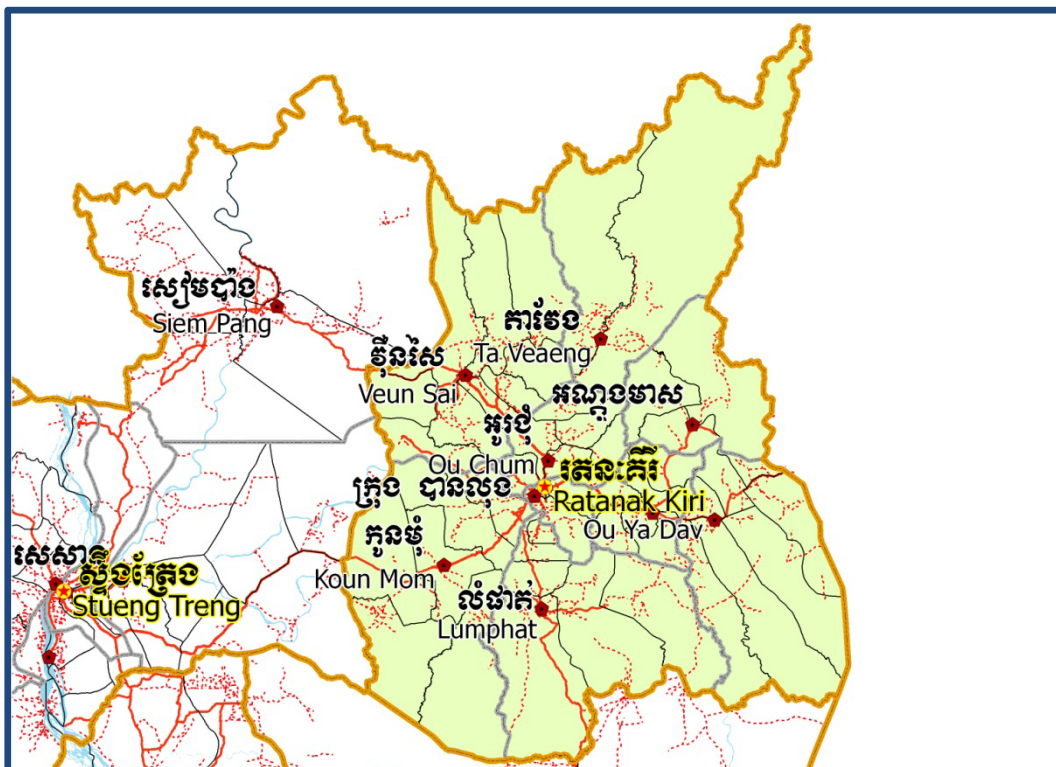 សៀមប៉ាង
Siem Pang
តាវែង
Ta Veaeng
វ៉ឺនសៃ
Veun Sai
អណ្តូងមាស
អូរជុំ
Ou Chum
រតនៈគិរី
Ratanak Kiri
ក្រុង បានលុង
Ou Ya Dav
កូនមុំ
Koun Mom
សេសាន
ស្ទឹងត្រែង
Stueng Treng
លំផាត់
Lumphat